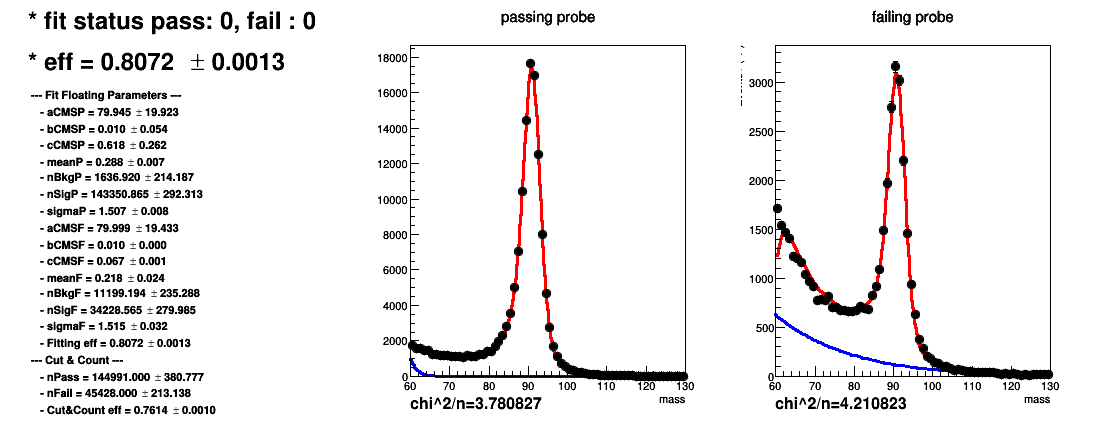 * fit status pass: 0, fail : 0
* eff = 0.8072 ± 0.0013
--- Fit Floating Parameters ---
- aCMSP = 79.945 ± 19.923
- bCMSP = 0.010 ± 0.054
- cCMSP = 0.618 ± 0.262
- meanP = 0.288 ± 0.007
- nBkgP = 1636.920 ± 214.187
- nSigP = 143350.865 ± 292.313
- sigmaP = 1.507 ± 0.008
- aCMSF = 79.999 ± 19.433
- bCMSF = 0.010 ± 0.000
- cCMSF = 0.067 ± 0.001
- meanF = 0.218 ± 0.024
- nBkgF = 11199.194 ± 235.288
- nSigF = 34228.565 ± 279.985
- sigmaF = 1.515 ± 0.032
- Fitting eff = 0.8072 ± 0.0013
--- Cut & Count ---
- nPass = 144991.000 ± 380.777
- nFail = 45428.000 ± 213.138
- Cut&Count eff = 0.7614 ± 0.0010
passing probe
18000
16000
14000
12000
10000
8000
6000
4000
2000
0
60 70 80 90 100 110 120 130
mass
chi^2/n=3.780827
failing probe
3000
2500
2000
1500
1000
500
0
60 70 80 90 100 110 120 130
mass
chi^2/n=4.210823